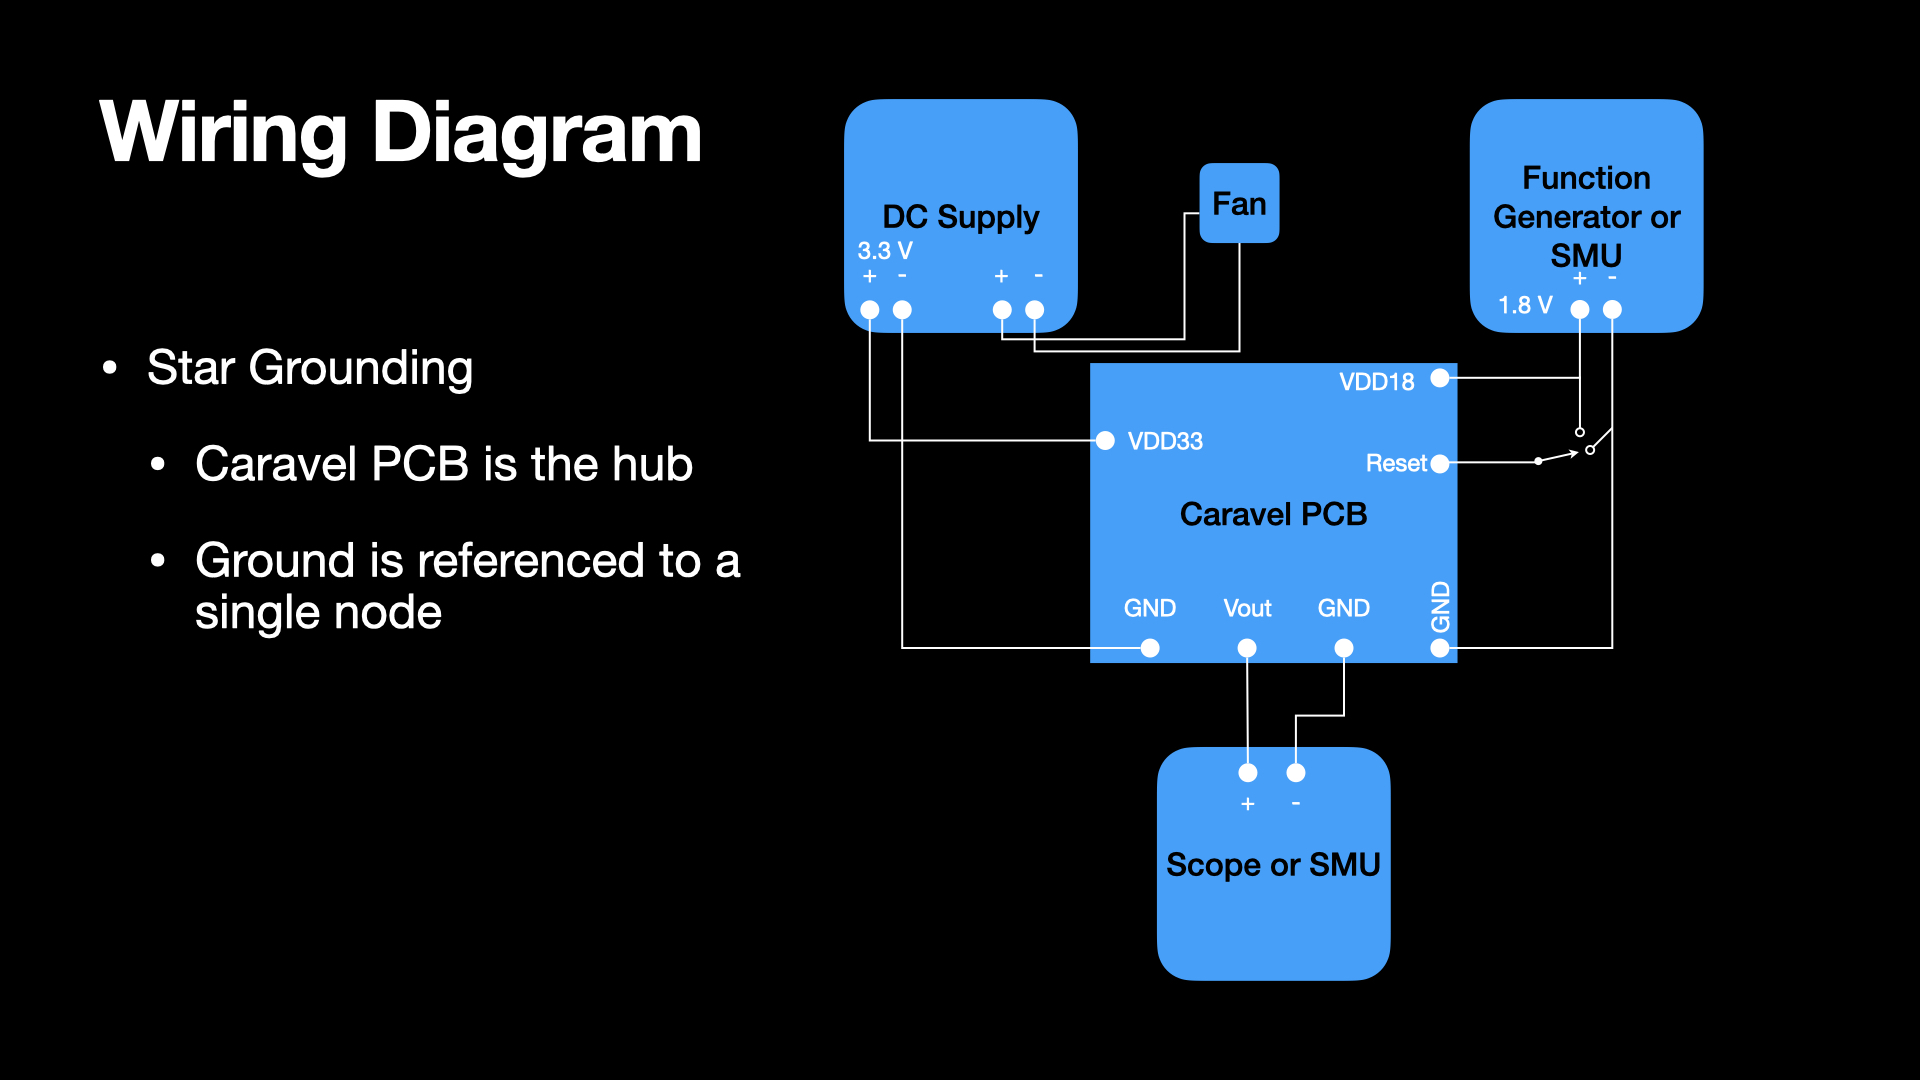 Wiring Diagram
• Star Grounding
• Caravel PCB is the hub
• Ground is referenced to a
single node
DC Supply
3.3 V
+ -
+ -
Fan
Function
Generator or
SMU
+ -
1.8 V
VDD18
VDD33
Reset
Caravel PCB
GND
Vout
GND
GND
+ -
Scope or SMU